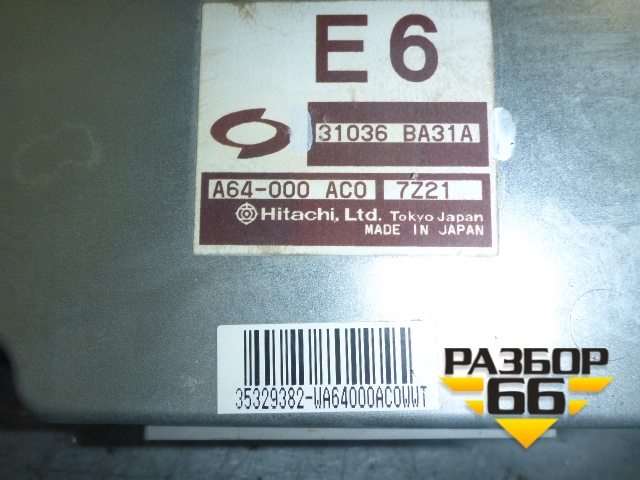 E6
31036 BA31A
A64-000 AC0 7Z21
Hitachi, Ltd. Tokyo Japan
MADE IN JAPAN
35329382-WA64000AC0WWT
РАЗБОР
66